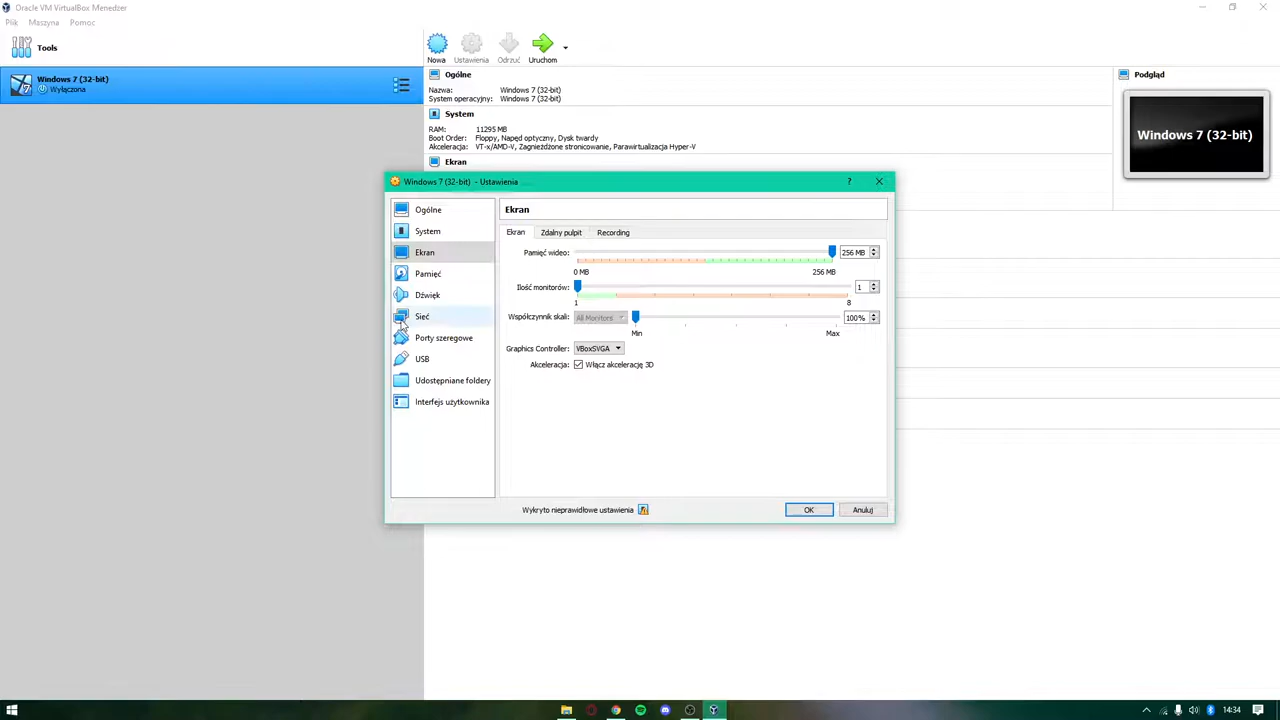 Oracle VM VirtualBox Menedżer
Plik Maszyna Pomoc
Tools
Nowa Ustawienia Odrzuć Uruchom
Windows 7 (32-bit)
Wyłączona
Ogólne
Nazwa: Windows 7 (32-bit)
System operacyjny: Windows 7 (32-bit)
System
RAM: 11295 MB
Boot Order: Floppy, Napęd optyczny, Dysk twardy
Akceleracja: VT-x/AMD-V, Zagnieżdżone stronicowanie, Parawirtualizacja Hyper-V
Ekran
Podgląd
Windows 7 (32-bit)
Windows 7 (32-bit) - Ustawienia
?
Ogólne
System
Ekran
Pamięć
Dźwięk
Sieć
Porty szeregowe
USB
Udostępniane foldery
Interfejs użytkownika
Ekran
Ekran Zdalny pulpit Recording
Pamięć wideo: 256 MB
0 MB 256 MB
Ilość monitorów: 1
1 8
Współczynnik skali: All Monitors 100%
Min Max
Graphics Controller: VBoxSVGA
Akceleracja: Włącz akcelerację 3D
Wykryto nieprawidłowe ustawienia
OK Anuluj
14:34